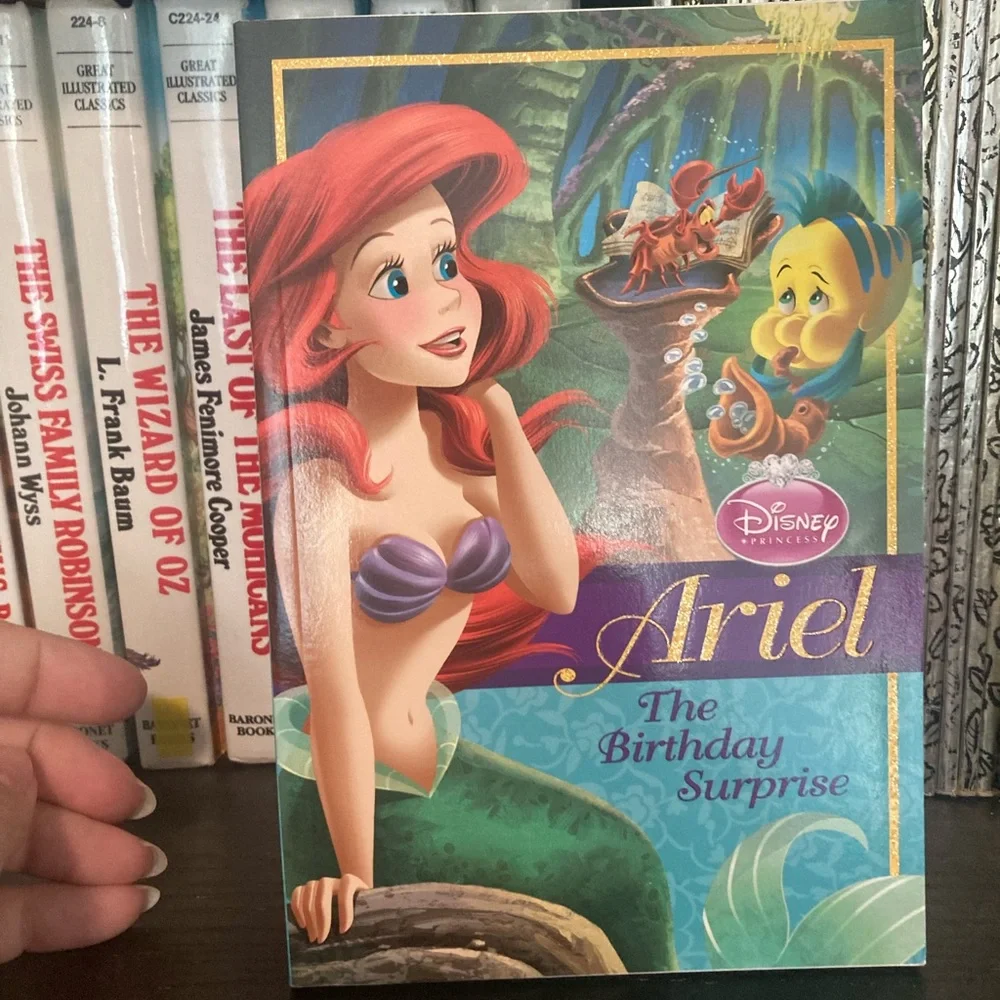 224-8
GREAT
ILLUSTRATED
CLASSICS
THE SWISS FAMILY ROBINSO
Johann Wyss
THE WIZARD OF OZ
L. Frank Baum
C224-24
GREAT
ILLUSTRATED
CLASSICS
THE LAST OF THE MOHICANS
James Fenimore Cooper
BARON
BOOK
DISNEY
PRINCESS
Ariel
The
Birthday
Surprise